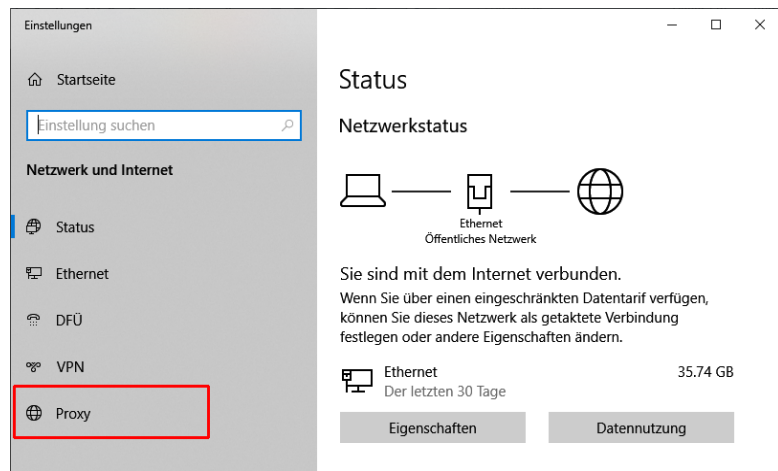 Einstellungen
Startseite
Einstellung suchen
Netzwerk und Internet
Status
Ethernet
DFÜ
VPN
Proxy
Status
Netzwerkstatus
Ethernet
Öffentliches Netzwerk
Sie sind mit dem Internet verbunden.
Wenn Sie über einen eingeschränkten Datentarif verfügen,
können Sie dieses Netzwerk als getaktete Verbindung
festlegen oder andere Eigenschaften ändern.
Ethernet 35.74 GB
Der letzten 30 Tage
Eigenschaften Datennutzung